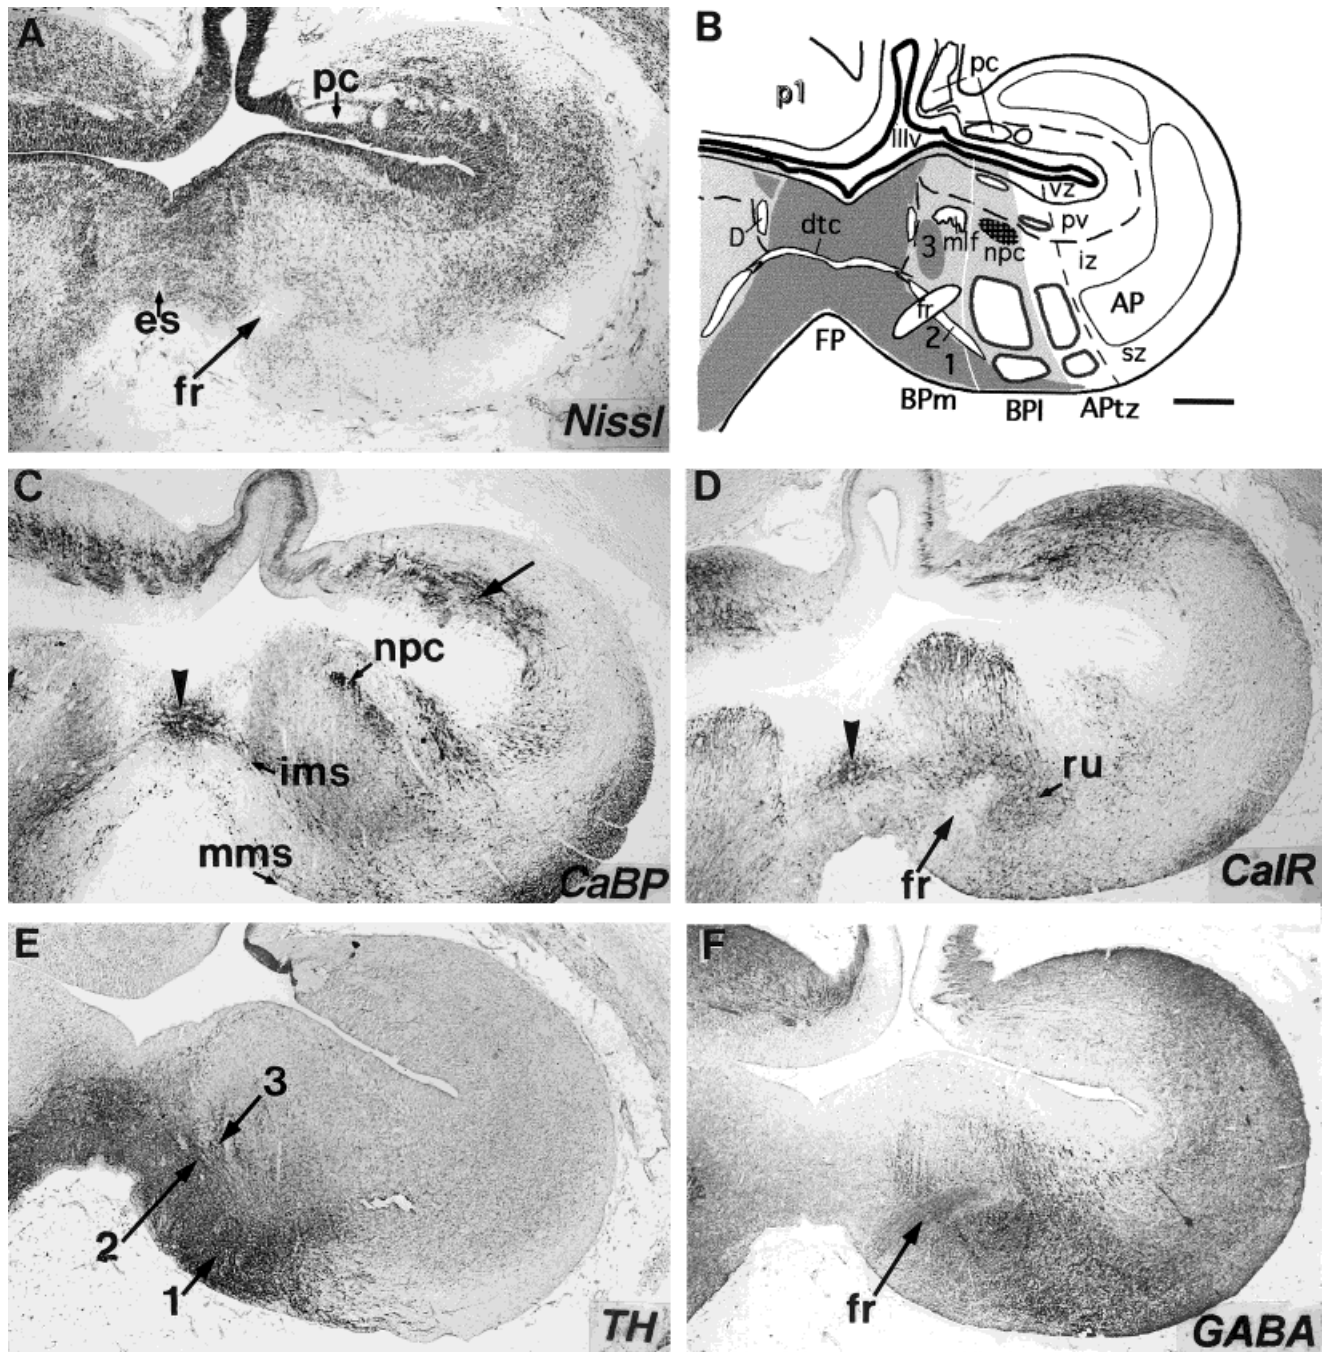 A
pc
es
fr
Nissl
B
p1
pc
IIIv
vz
D
dtc
3
mlf
npc
pv
iz
fr
2
1
AP
sz
FP
BPm
BPl
APtz
C
npc
ims
mms
CaBP
D
ru
fr
CalR
E
3
2
1
TH
F
fr
GABA